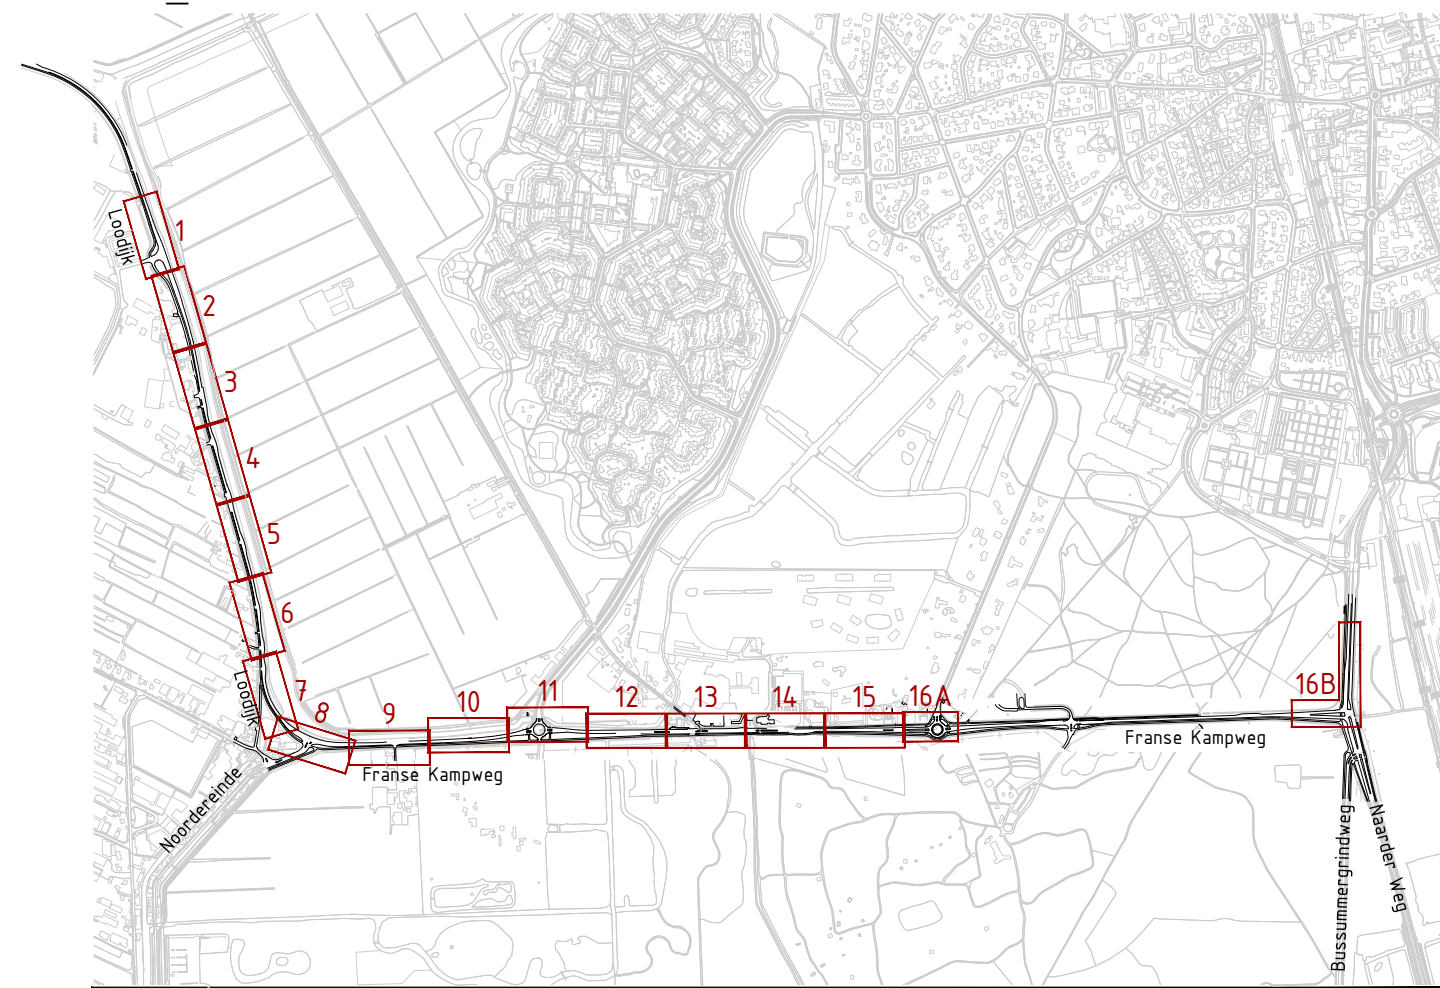 Loodijk
1
2
3
4
5
6
7
Loodijk
8
9
10
11
12
13
14
15
16A
16B
Franse Kampweg
Franse Kampweg
Noordereinde
Bussummergrindweg
Naarder Weg